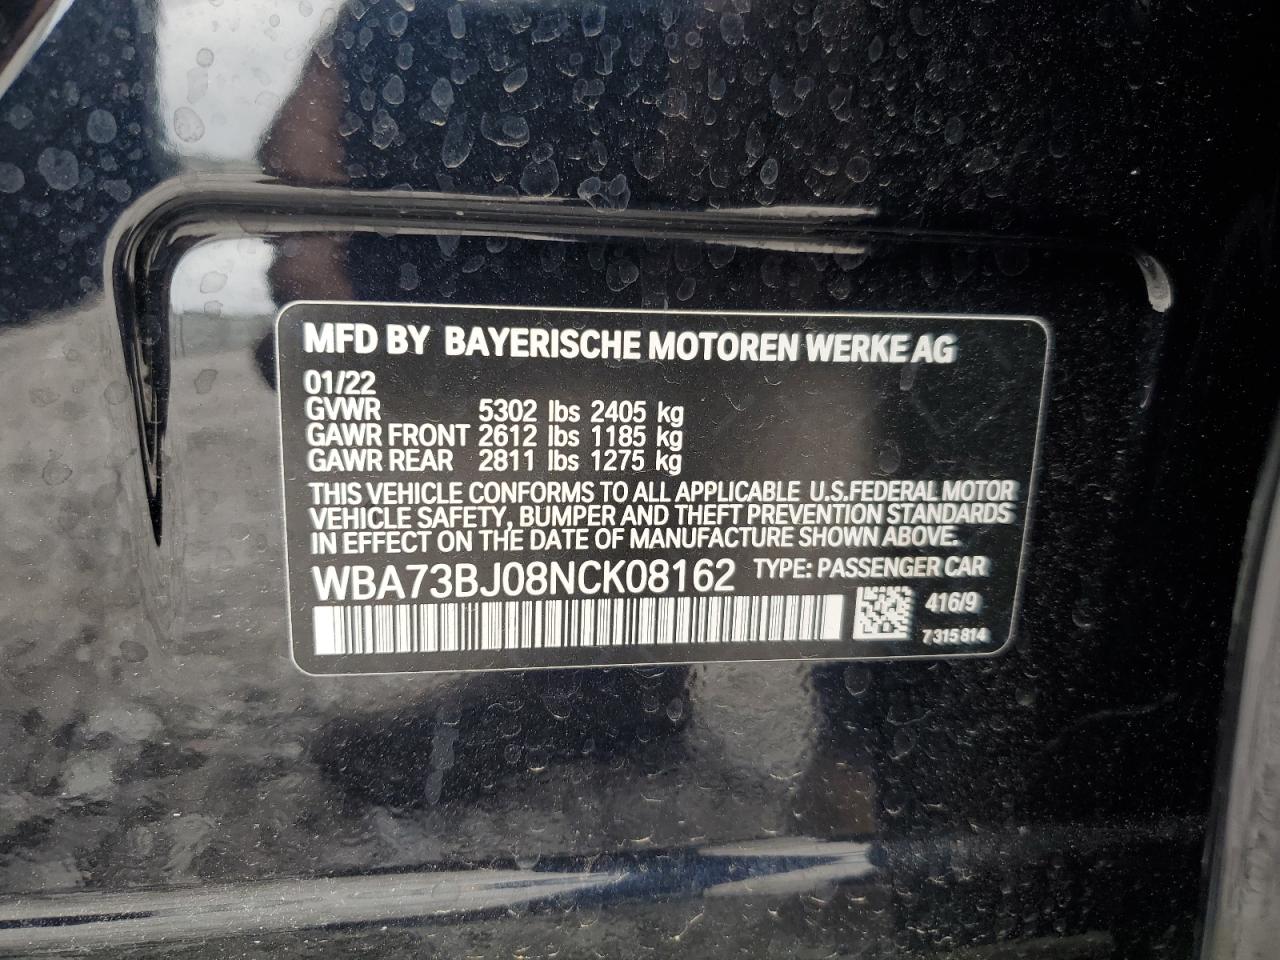 MFD BY BAYERISCHE MOTOREN WERKE AG
01/22
GVWR 5302 lbs 2405 kg
GAWR FRONT 2612 lbs 1185 kg
GAWR REAR 2811 lbs 1275 kg
THIS VEHICLE CONFORMS TO ALL APPLICABLE U.S.FEDERAL MOTOR
VEHICLE SAFETY, BUMPER AND THEFT PREVENTION STANDARDS
IN EFFECT ON THE DATE OF MANUFACTURE SHOWN ABOVE.
WBA73BJ08NCK08162 TYPE: PASSENGER CAR
416/9
7 315 814